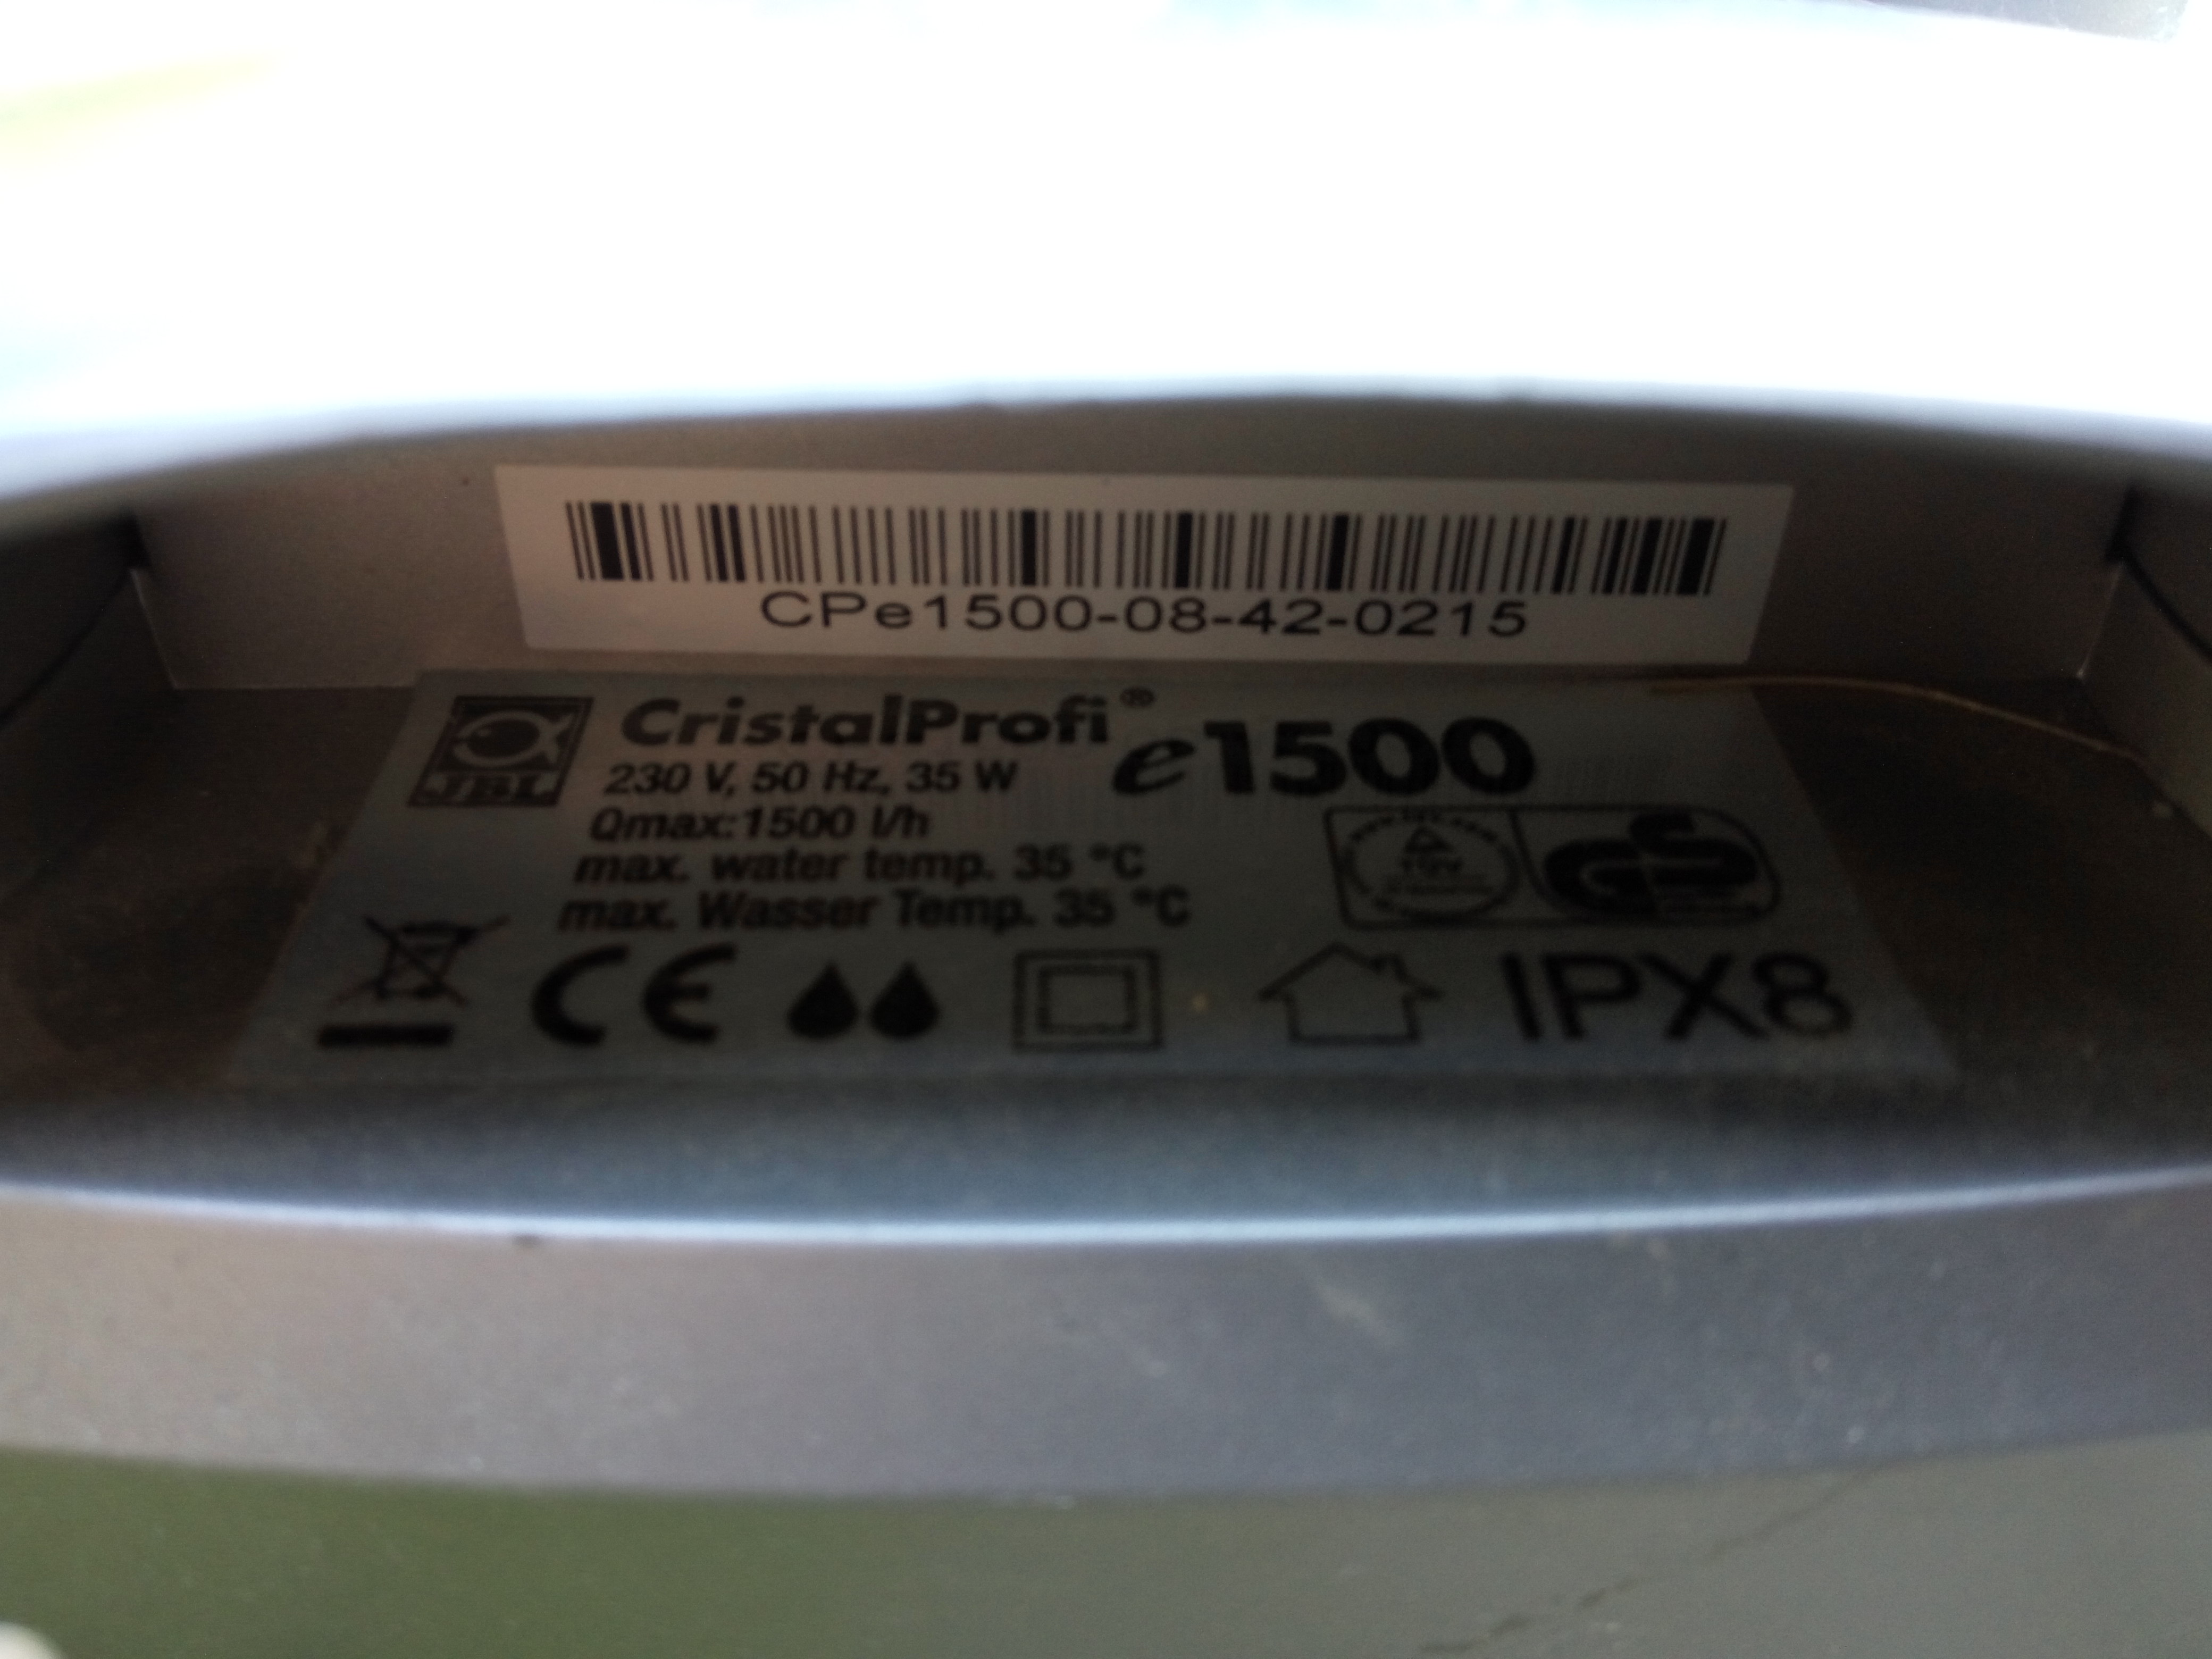 CPe1500-08-42-0215
CristalProfi® e1500
JBL
230 V, 50 Hz, 35 W
Qmax:1500 l/h
max. water temp. 35 °C
max. Wasser Temp. 35 °C
TÜV
GS
CE
IPX8